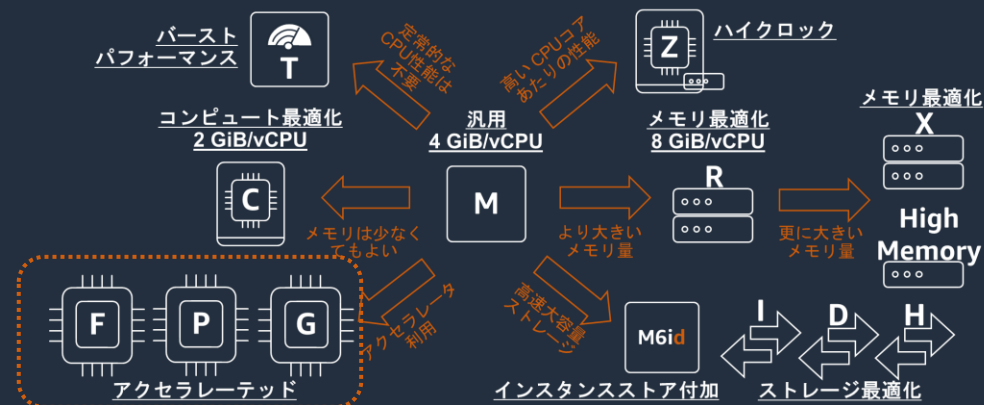 バースト
パフォーマンス
T
定常的な
CPU性能は
不要
高い CPUコア
あたりの性能
Z
ハイクロック
コンピュート最適化
2 GiB/vCPU
汎用
4 GiB/vCPU
メモリ最適化
8 GiB/vCPU
メモリ最適化
X
C
M
R
メモリは少なく
てもよい
より大きい
メモリ量
更に大きい
メモリ量
High
Memory
F
P
G
アクセラレーテッド
アクセラレータ
利用
高速大容量
ストレージ
M6id
インスタンスストア付加
I
D
H
ストレージ最適化